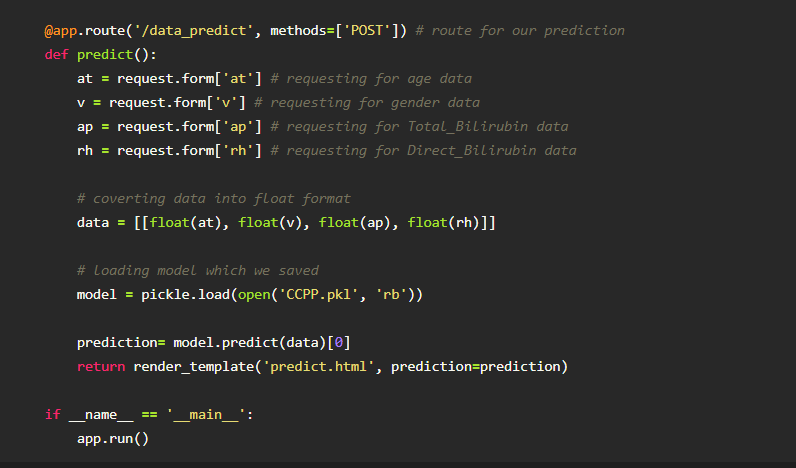 @app.route('/data_predict', methods=['POST']) # route for our prediction
def predict():
    at = request.form['at'] # requesting for age data
    v = request.form['v'] # requesting for gender data
    ap = request.form['ap'] # requesting for Total_Bilirubin data
    rh = request.form['rh'] # requesting for Direct_Bilirubin data

    # coverting data into float format
    data = [[float(at), float(v), float(ap), float(rh)]]

    # loading model which we saved
    model = pickle.load(open('CCPP.pkl', 'rb'))

    prediction= model.predict(data)[0]
    return render_template('predict.html', prediction=prediction)

if __name__ == '__main__':
    app.run()